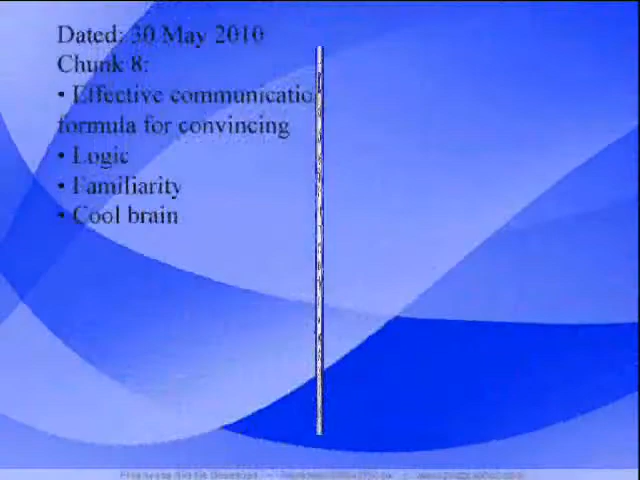 Dated: 30 May 2010
Chunk 8:
• Effective communicatio
formula for convincing
• Logic
• Familiarity
• Cool brain